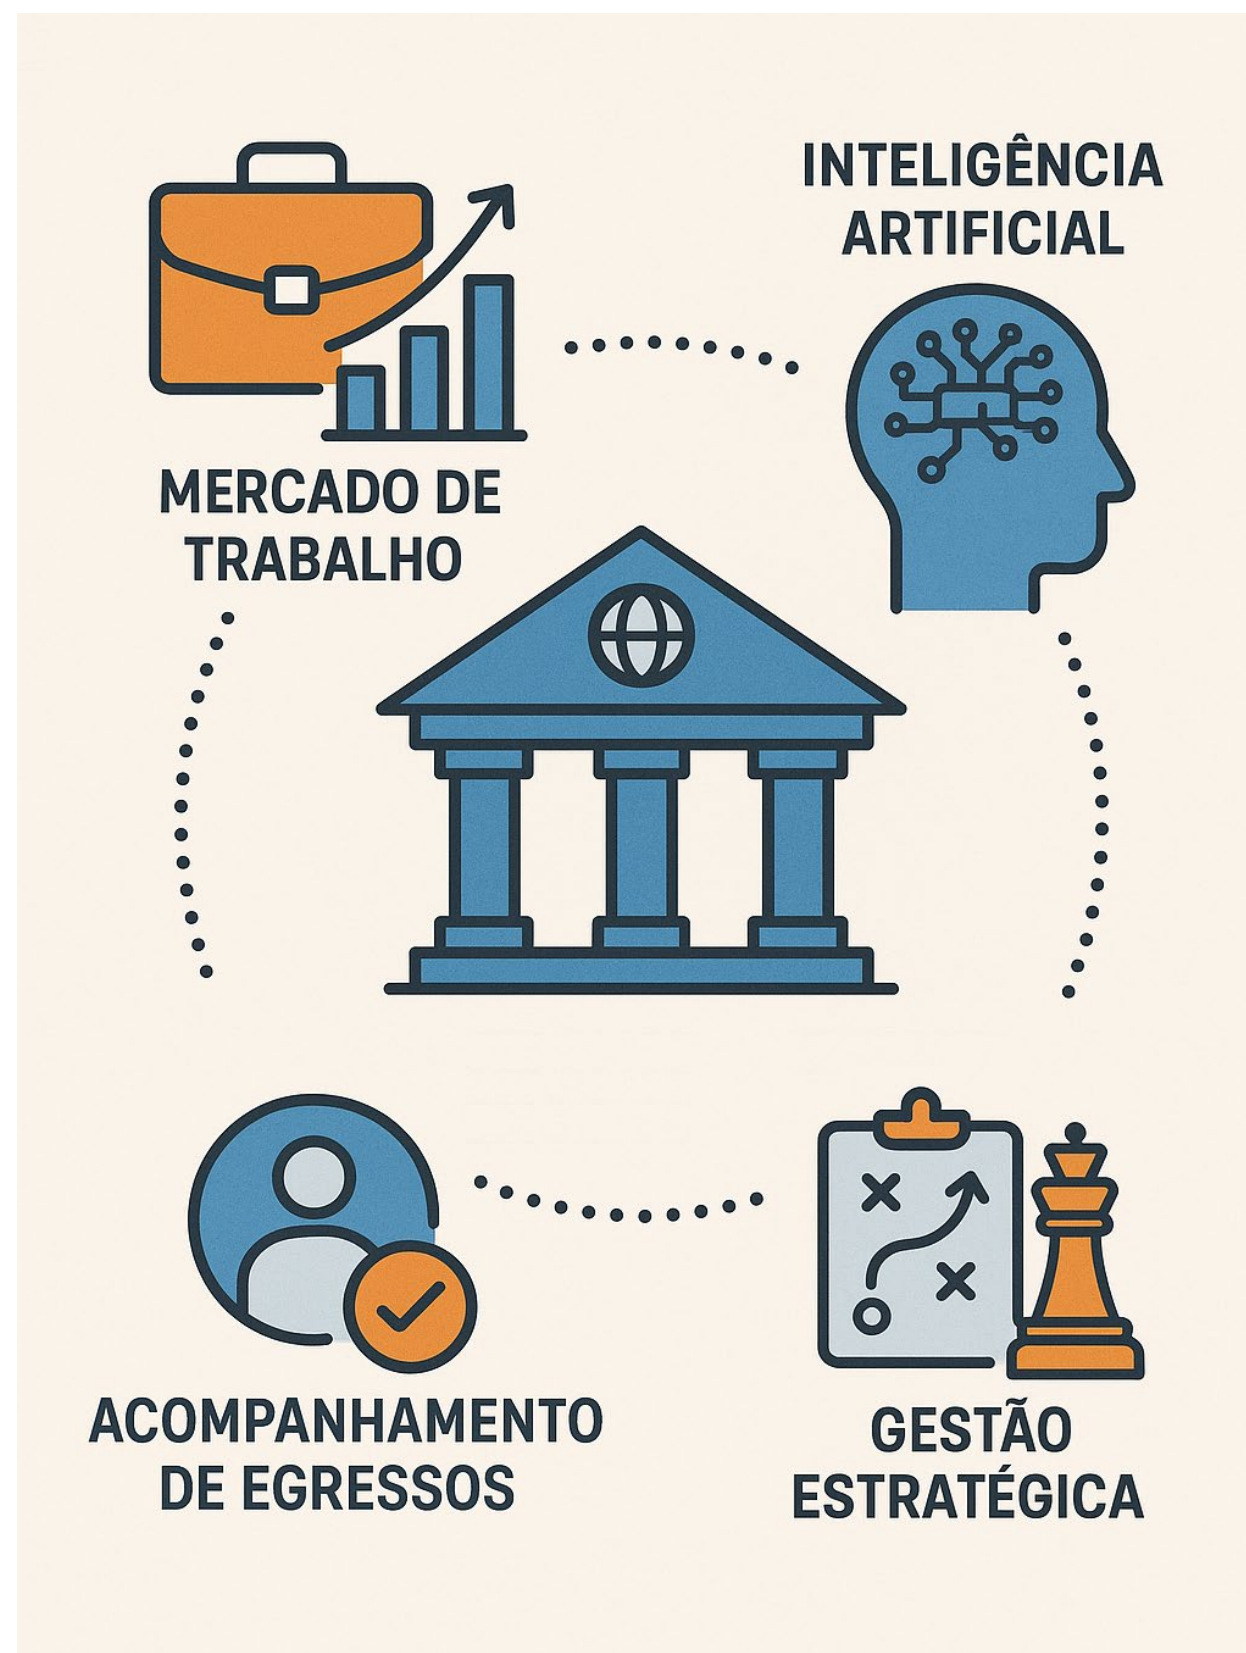 INTELIGÊNCIA
ARTIFICIAL
MERCADO DE
TRABALHO
ACOMPANHAMENTO
DE EGRESSOS
GESTÃO
ESTRATÉGICA